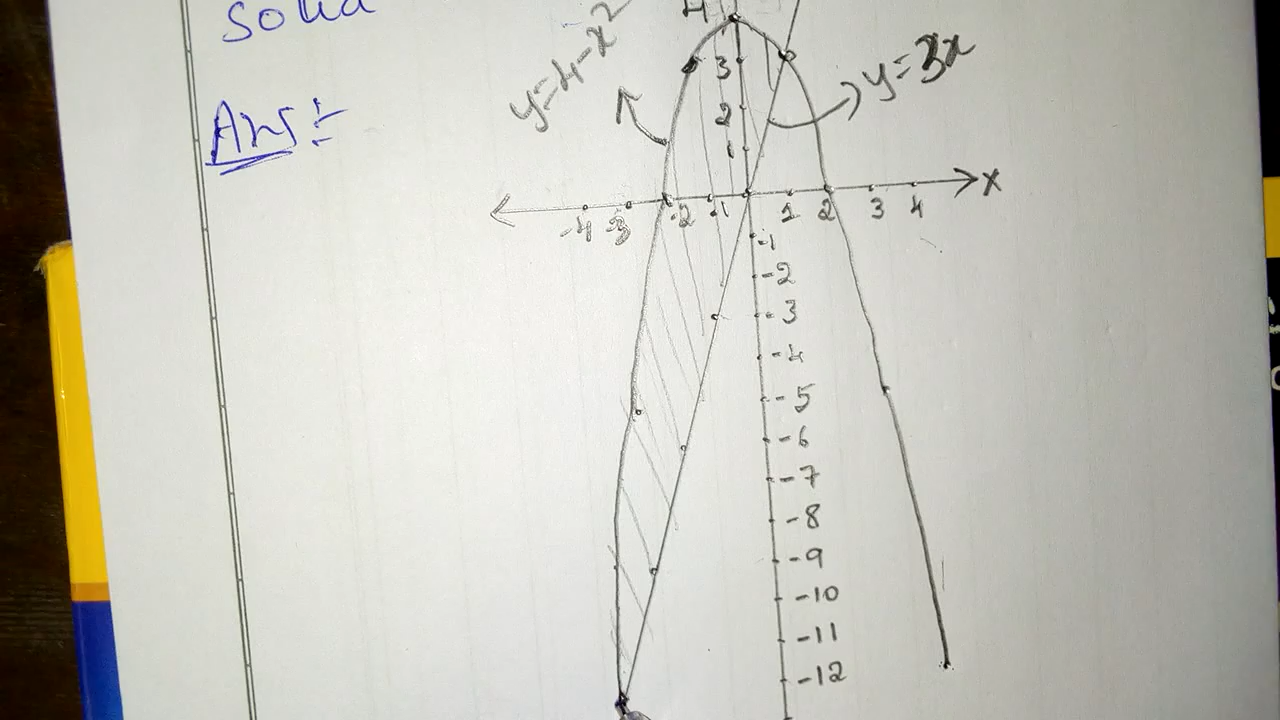 Solid
Ans:-
y=4-x²
y=3x
4
3
2
1
x
-4 -3 -2 -1 1 2 3 4
-1
-2
-3
-4
-5
-6
-7
-8
-9
-10
-11
-12